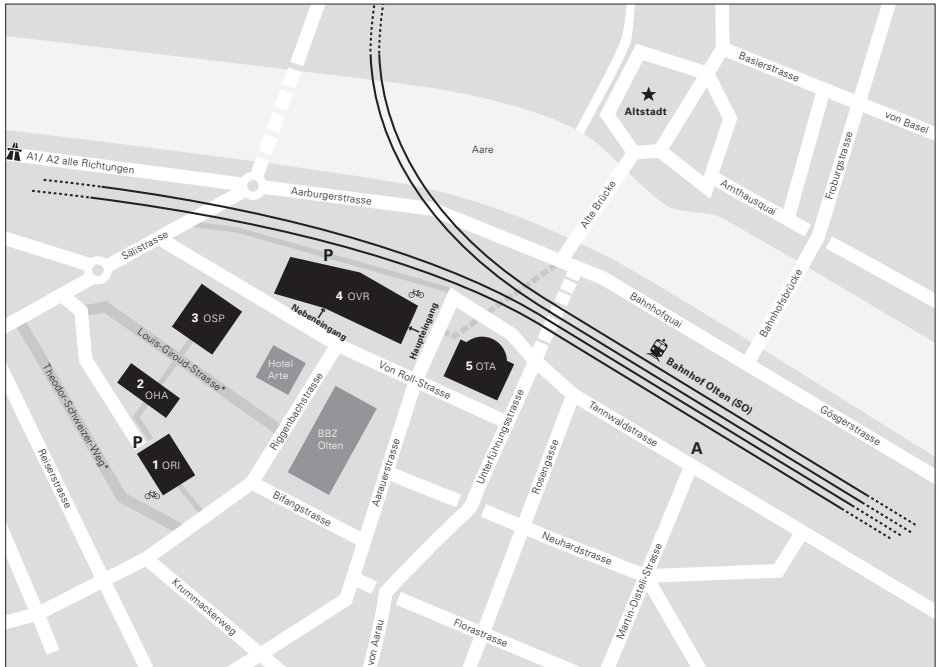 Baslerstrasse
von Basel
Altstadt
Aare
Froburgstrasse
A1/ A2 alle Richtungen
Aarburgerstrasse
Alte Brücke
Amthausquai
Sälistrasse
P
4 OVR
Nebeneingang
Haupteingang
3 OSP
Bahnhofquai
Bahnhofsbrücke
Bahnhof Olten (SO)
Louis-Giroud-Strasse*
Hotel
Arte
5 OTA
Von Roll-Strasse
2
OHA
Theodor-Schweizer-Weg*
Riggenbachstrasse
Tannwaldstrasse
Gösgerstrasse
P
BBZ
Olten
A
1 ORI
Reiserstrasse
Aarauerstrasse
Unterführungsstrasse
Rosengasse
Bifangstrasse
Neuhardstrasse
Krummackerweg
Martin-Disteli-Strasse
von Aarau
Florastrasse